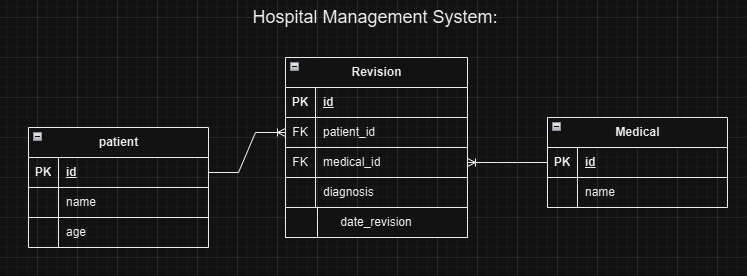 Hospital Management System:
Revision
PK id
FK patient_id
FK medical_id
diagnosis
date_revision
patient
PK id
name
age
Medical
PK id
name